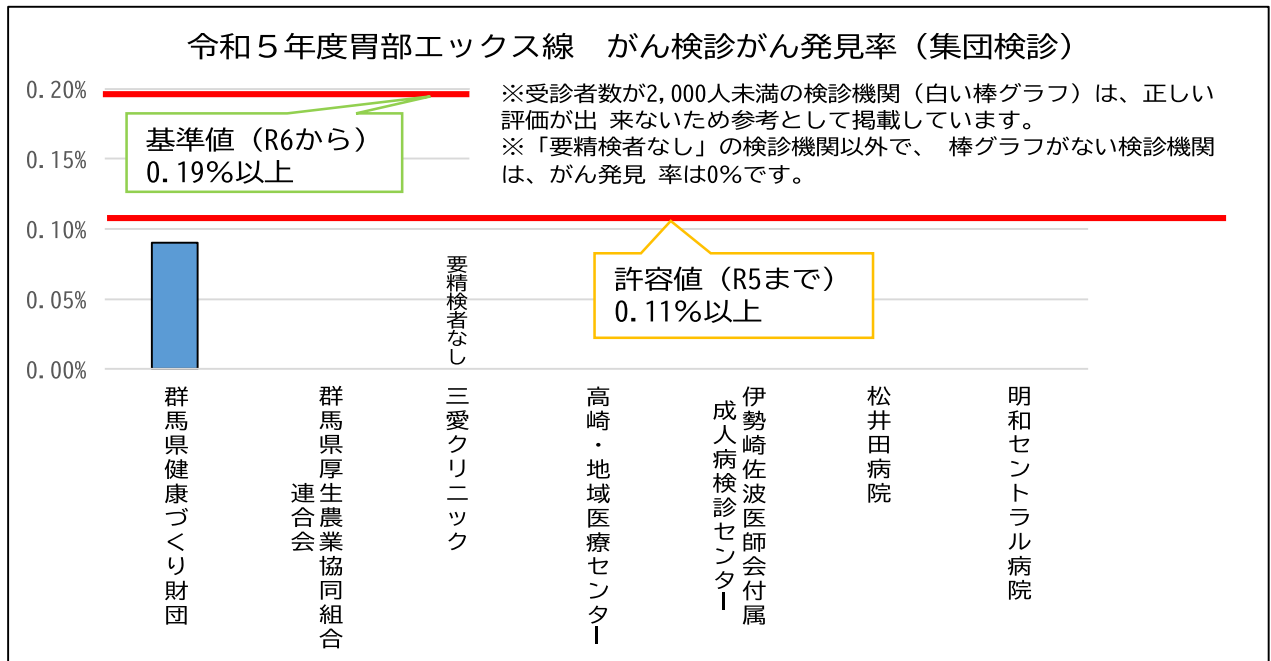 令和５年度胃部エックス線　がん検診がん発見率（集団検診）
※受診者数が2,000人未満の検診機関（白い棒グラフ）は、正しい
評価が出 来ないため参考として掲載しています。
※「要精検者なし」の検診機関以外で、 棒グラフがない検診機関
は、がん発見 率は0％です。
0.20%
0.15%
0.10%
0.05%
0.00%
基準値（R6から）
0.19％以上
許容値（R5まで）
0.11％以上
要精検者なし
群馬県健康づくり財団
群馬県厚生農業協同組合
連合会
三愛クリニック
高崎・地域医療センター
伊勢崎佐波医師会付属
成人病検診センター
松井田病院
明和セントラル病院